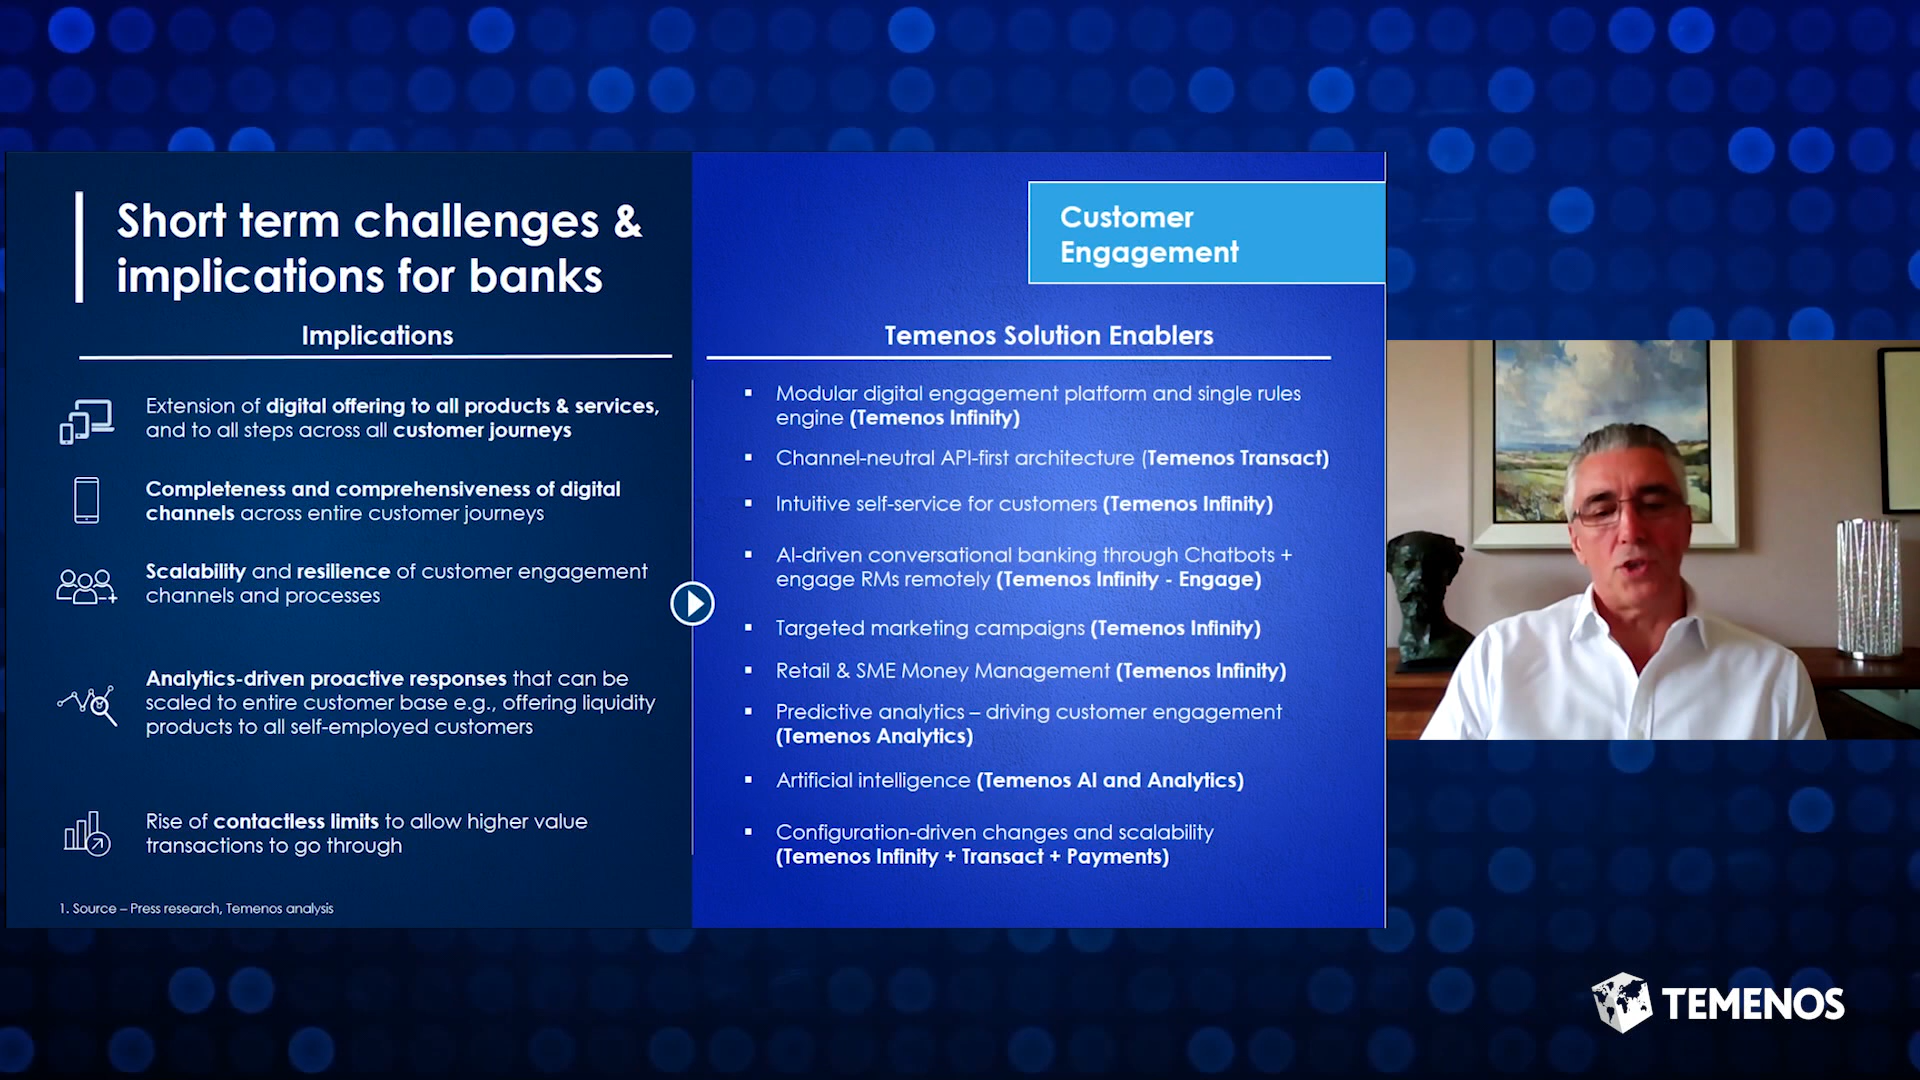 Short term challenges &
implications for banks
Customer
Engagement
Implications
Extension of digital offering to all products & services,
and to all steps across all customer journeys
Completeness and comprehensiveness of digital
channels across entire customer journeys
Scalability and resilience of customer engagement
channels and processes
Analytics-driven proactive responses that can be
scaled to entire customer base e.g., offering liquidity
products to all self-employed customers
Rise of contactless limits to allow higher value
transactions to go through
1. Source – Press research, Temenos analysis
Temenos Solution Enablers
▪ Modular digital engagement platform and single rules
engine (Temenos Infinity)
▪ Channel-neutral API-first architecture (Temenos Transact)
▪ Intuitive self-service for customers (Temenos Infinity)
▪ AI-driven conversational banking through Chatbots +
engage RMs remotely (Temenos Infinity - Engage)
▪ Targeted marketing campaigns (Temenos Infinity)
▪ Retail & SME Money Management (Temenos Infinity)
▪ Predictive analytics – driving customer engagement
(Temenos Analytics)
▪ Artificial intelligence (Temenos AI and Analytics)
▪ Configuration-driven changes and scalability
(Temenos Infinity + Transact + Payments)
TEMENOS